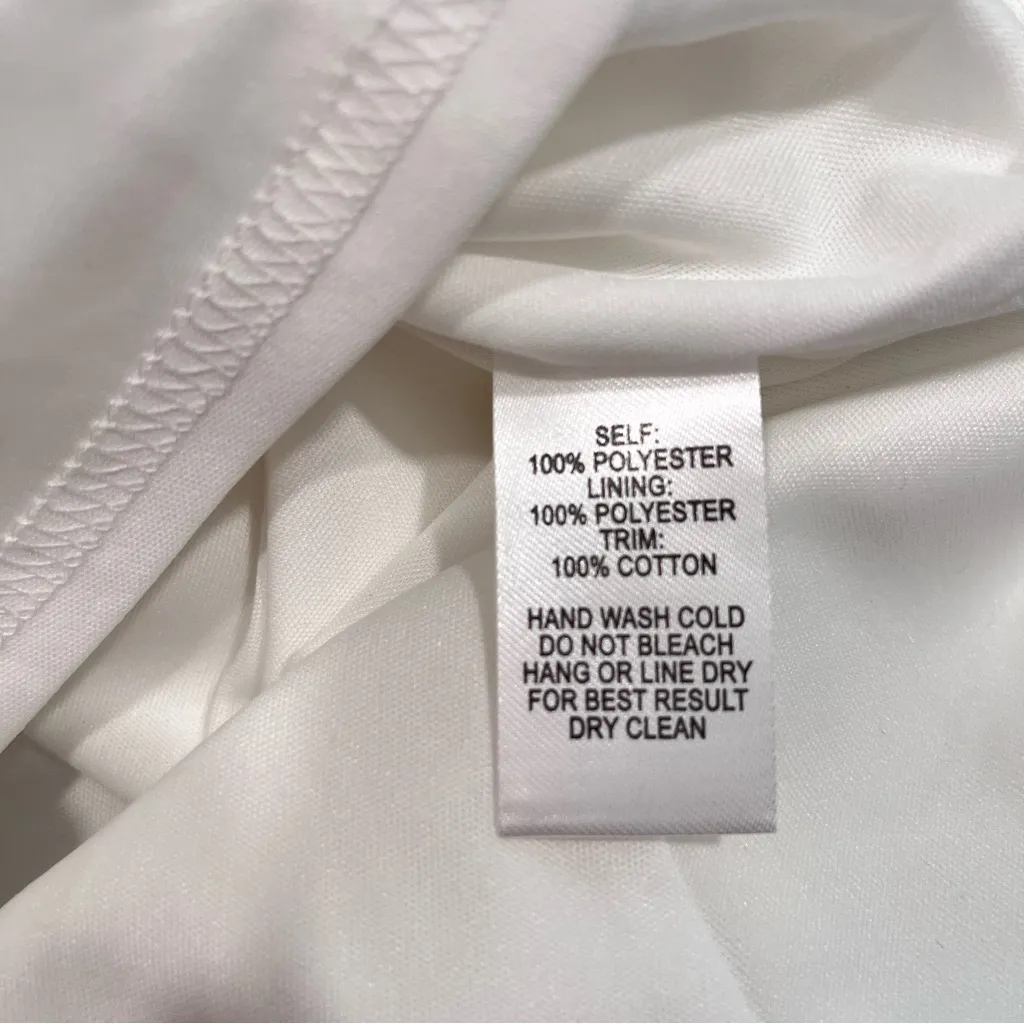 SELF:
100% POLYESTER
LINING:
100% POLYESTER
TRIM:
100% COTTON
HAND WASH COLD
DO NOT BLEACH
HANG OR LINE DRY
FOR BEST RESULT
DRY CLEAN